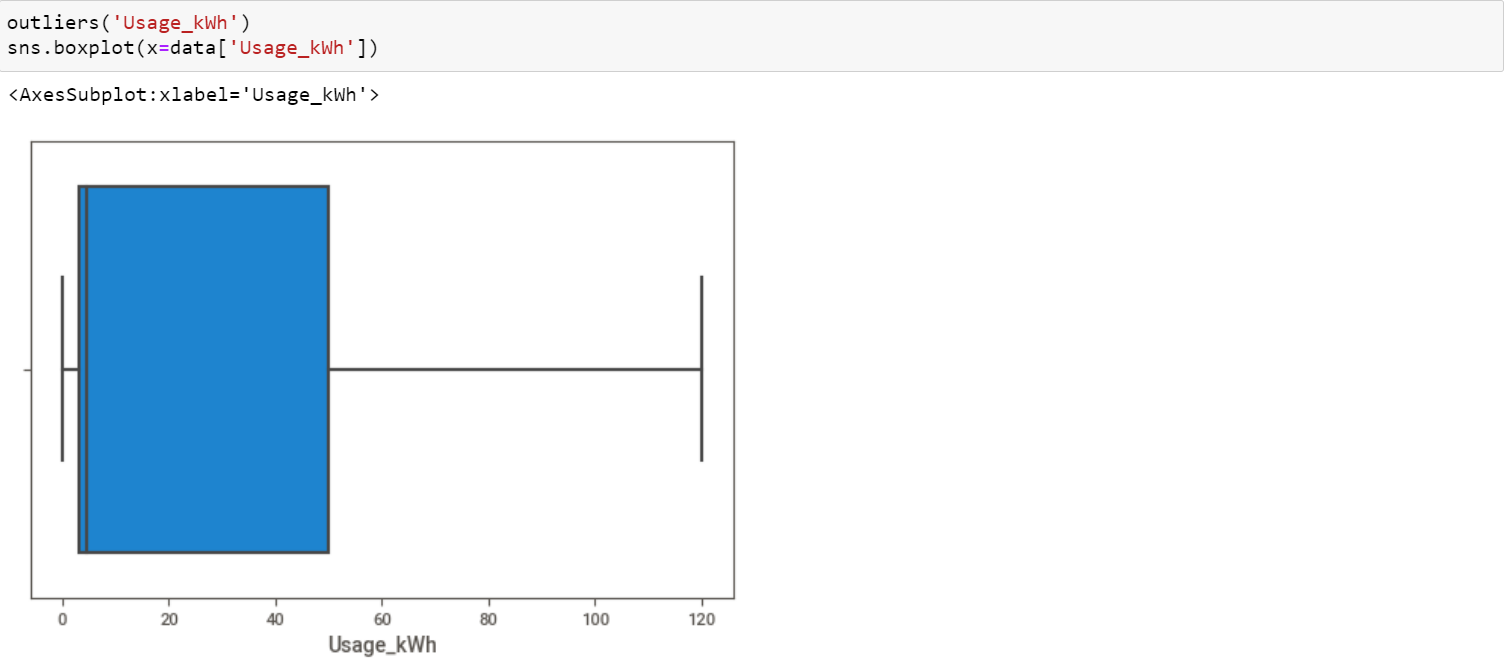 outliers('Usage_kWh')
sns.boxplot(x=data['Usage_kWh'])
<AxesSubplot:xlabel='Usage_kWh'>
0 20 40 60 80 100 120
Usage_kWh